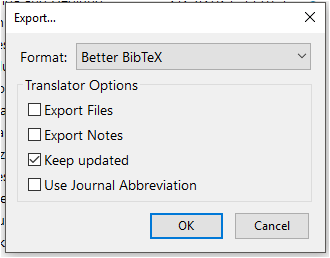 Export...
Format: Better BibTeX
Translator Options
Export Files
Export Notes
Keep updated
Use Journal Abbreviation
OK Cancel